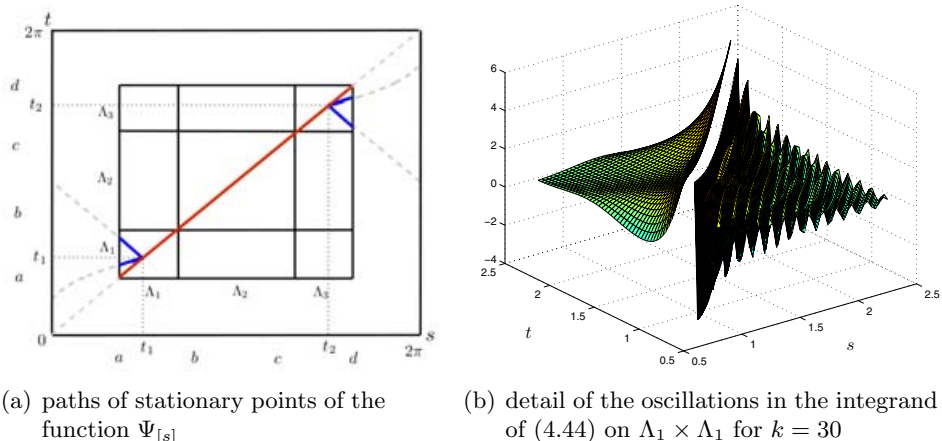 t
2π
d
t₂
Λ₃
c
Λ₂
b
Λ₁
t₁
a
0
Λ₁ Λ₂ Λ₃
a t₁ b c t₂ d 2π s
6
4
2
0
−2
−4
2.5 2 1.5 1 0.5
t
0.5 1 1.5 2 2.5
s
(a) paths of stationary points of the
function Ψ[s]
(b) detail of the oscillations in the integrand
of (4.44) on Λ₁ × Λ₁ for k = 30